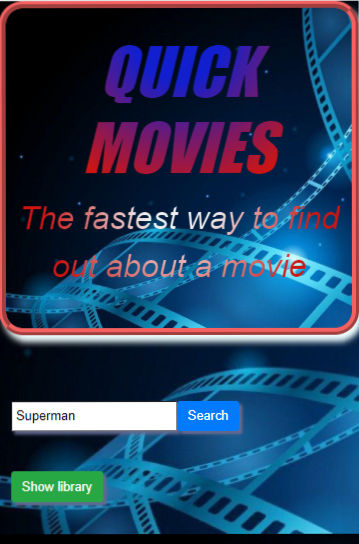 QUICK
MOVIES
The fastest way to find
out about a movie
Superman
Search
Show library